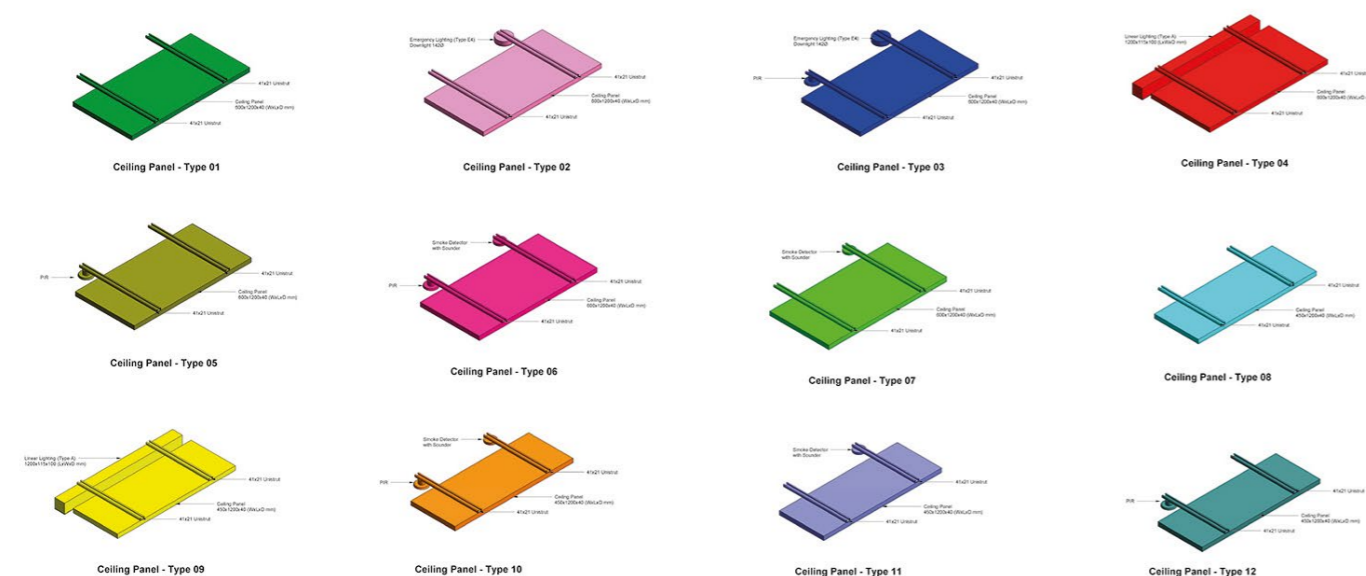 41x21 Unistrut
Ceiling Panel
600x1200x40 (WxLxD mm)
41x21 Unistrut
Ceiling Panel - Type 01
Emergency Lighting (Type E4)
Downlight 142Ø
41x21 Unistrut
Ceiling Panel
600x1200x40 (WxLxD mm)
41x21 Unistrut
Ceiling Panel - Type 02
Emergency Lighting (Type E4)
Downlight 142Ø
PIR
41x21 Unistrut
Ceiling Panel
600x1200x40 (WxLxD mm)
41x21 Unistrut
Ceiling Panel - Type 03
Linear Lighting (Type A)
1200x115x100 (LxWxD mm)
Ceiling Panel
41x21 Unistrut
Ceiling Panel - Type 04
PIR
41x21 Unistrut
Ceiling Panel
600x1200x40 (WxLxD mm)
41x21 Unistrut
Ceiling Panel - Type 05
Smoke Detector
with Sounder
PIR
41x21 Unistrut
Ceiling Panel
600x1200x40 (WxLxD mm)
41x21 Unistrut
Ceiling Panel - Type 06
Smoke Detector
with Sounder
41x21 Unistrut
Ceiling Panel
600x1200x40 (WxLxD mm)
41x21 Unistrut
Ceiling Panel - Type 07
41x21 Unistrut
Ceiling Panel
450x1200x40 (WxLxD mm)
41x21 Unistrut
Ceiling Panel - Type 08
Linear Lighting (Type A)
1200x115x100 (LxWxD mm)
41x21 Unistrut
Ceiling Panel
450x1200x40 (WxLxD mm)
41x21 Unistrut
Ceiling Panel - Type 09
Smoke Detector
with Sounder
PIR
41x21 Unistrut
Ceiling Panel
450x1200x40 (WxLxD mm)
41x21 Unistrut
Ceiling Panel - Type 10
Smoke Detector
with Sounder
41x21 Unistrut
Ceiling Panel
450x1200x40 (WxLxD mm)
41x21 Unistrut
Ceiling Panel - Type 11
PIR
41x21 Unistrut
Ceiling Panel
450x1200x40 (WxLxD mm)
41x21 Unistrut
Ceiling Panel - Type 12